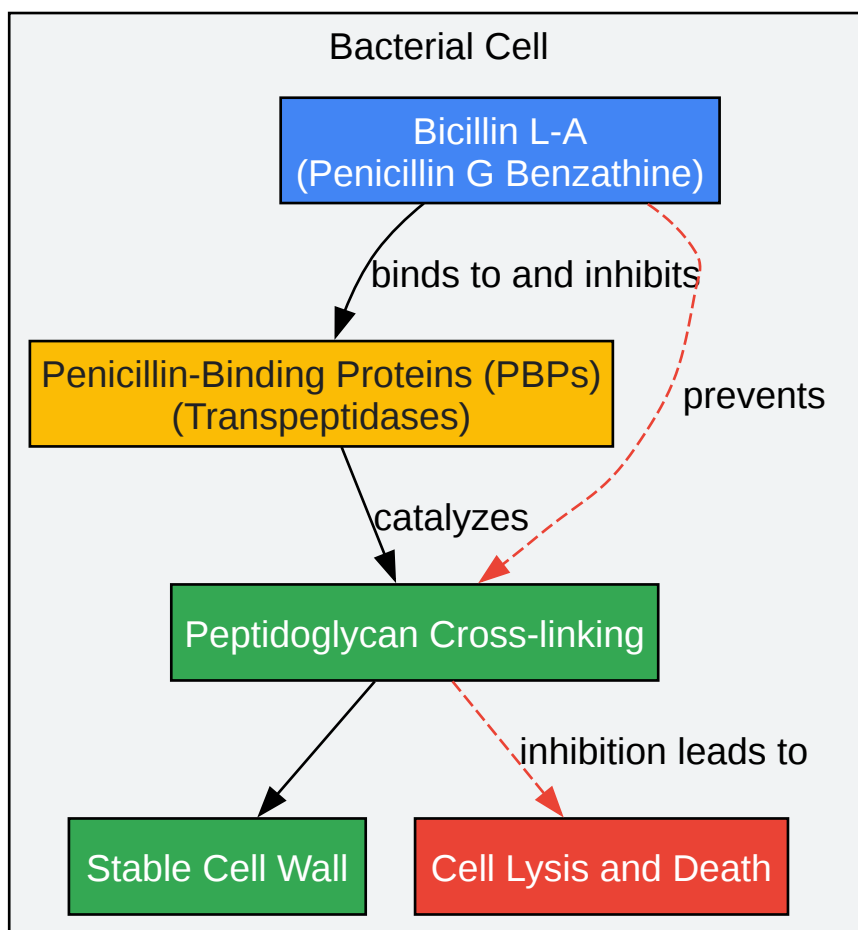 Bacterial Cell
Bicillin L-A
(Penicillin G Benzathine)
binds to and inhibits
Penicillin-Binding Proteins (PBPs)
(Transpeptidases)
prevents
catalyzes
Peptidoglycan Cross-linking
inhibition leads to
Stable Cell Wall
Cell Lysis and Death